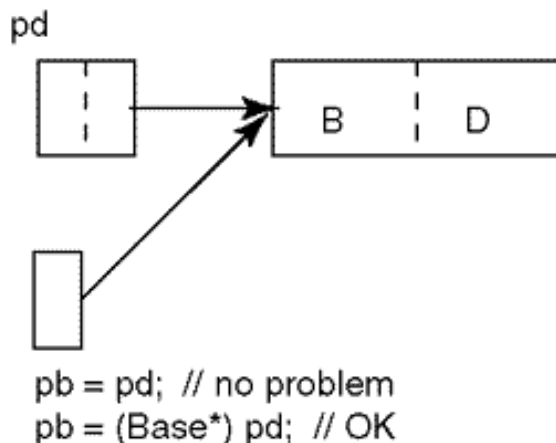 pd
B D
pb = pd; // no problem
pb = (Base*) pd; // OK